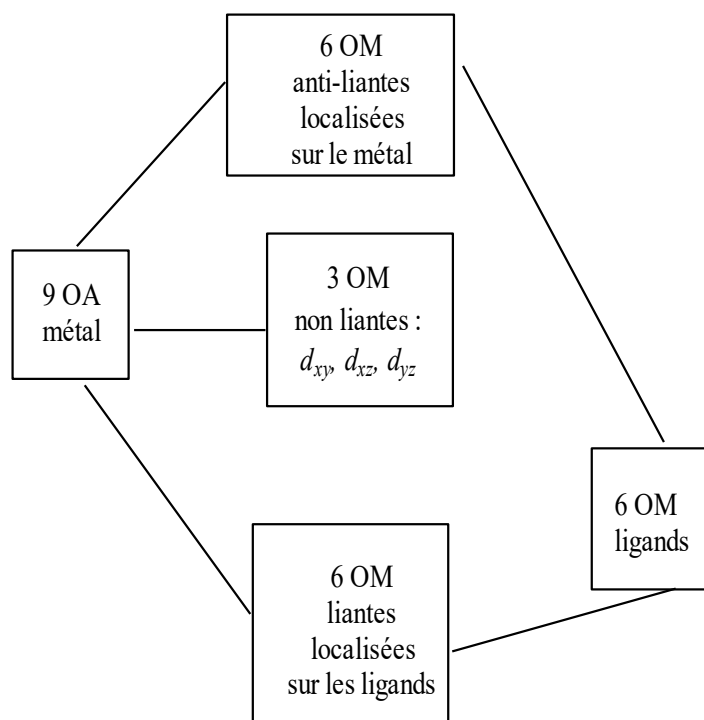 6 OM
anti-liantes
localisées
sur le métal
9 OA
métal
3 OM
non liantes :
dxy, dxz, dyz
6 OM
ligands
6 OM
liantes
localisées
sur les ligands